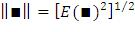 ‖■‖ = [E(■)²]^{1/2}